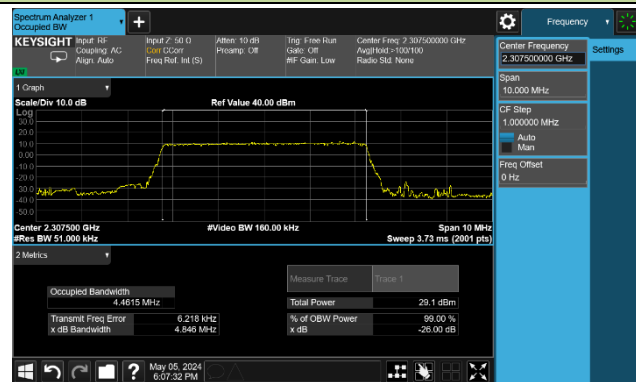 Spectrum Analyzer 1
Occupied BW
Frequency
KEYSIGHT
Input: RF
Coupling: AC
Align: Auto
Input Z: 50 Ω
Corr CCorr
Freq Ref: Int (S)
Atten: 10 dB
Preamp: Off
Trig: Free Run
Gate: Off
#IF Gain: Low
Center Freq: 2.307500000 GHz
Avg|Hold:>100/100
Radio Std: None
Center Frequency
2.307500000 GHz
Settings
Span
10.000 MHz
CF Step
1.000000 MHz
Auto
Man
Freq Offset
0 Hz
1 Graph
Scale/Div 10.0 dB
Ref Value 40.00 dBm
Log
30.0
20.0
10.0
0.00
-10.0
-20.0
-30.0
-40.0
-50.0
Center 2.307500 GHz
#Video BW 160.00 kHz
Span 10 MHz
#Res BW 51.000 kHz
Sweep 3.73 ms (2001 pts)
2 Metrics
Measure Trace
Trace 1
Occupied Bandwidth
4.4615 MHz
Total Power
29.1 dBm
Transmit Freq Error
6.218 kHz
% of OBW Power
99.00 %
x dB Bandwidth
4.846 MHz
x dB
-26.00 dB
May 05, 2024
6:07:32 PM